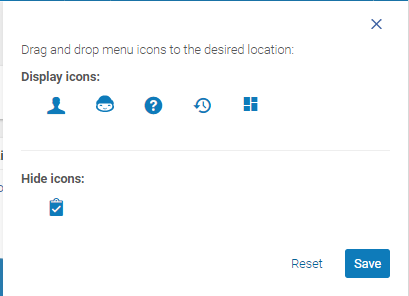 Drag and drop menu icons to the desired location:
Display icons:
Hide icons:
Reset
Save